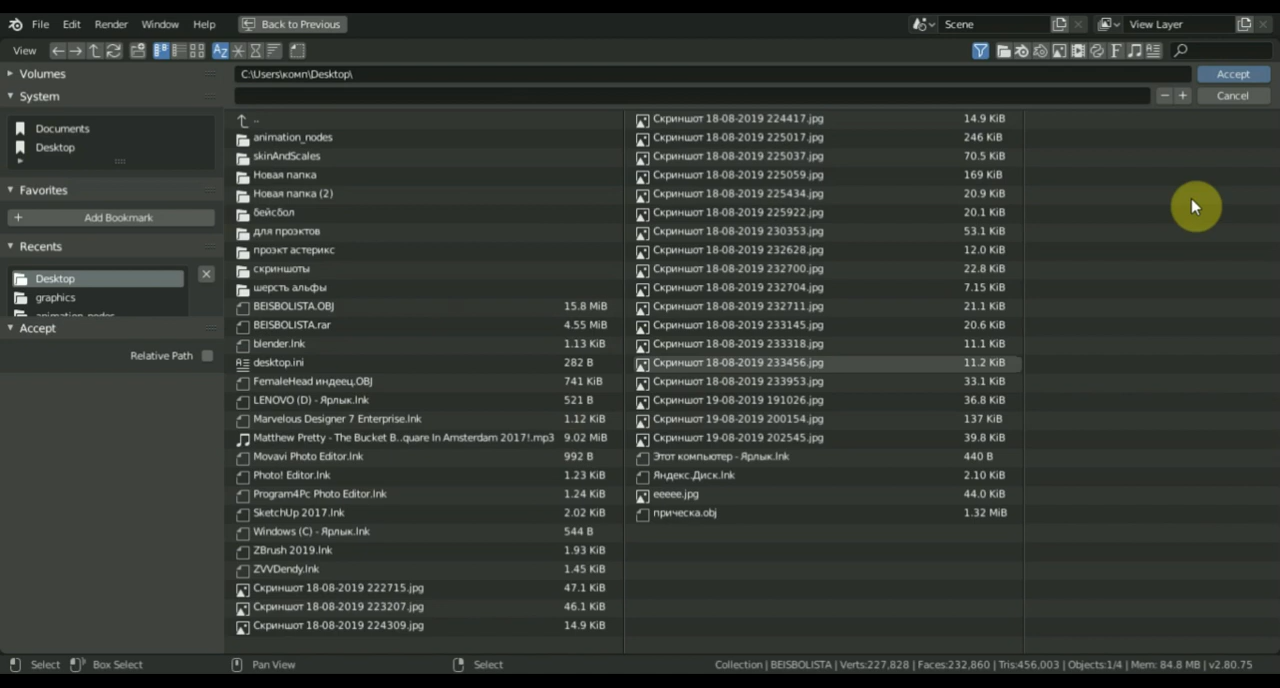 File Edit Render Window Help Back to Previous Scene View Layer
View
Volumes
C:\Users\комп\Desktop\ Accept
System
Cancel
Documents
Desktop
Favorites
Add Bookmark
Recents
Desktop
graphics
animation_nodes
Accept
Relative Path
..
animation_nodes
skinAndScales
Новая папка
Новая папка (2)
бейсбол
для проэктов
проэкт астерикс
скриншоты
шерсть альфы
BEISBOLISTA.OBJ 15.8 MiB
BEISBOLISTA.rar 4.55 MiB
blender.lnk 1.13 KiB
desktop.ini 282 B
FemaleHead индеец.OBJ 741 KiB
LENOVO (D) - Ярлык.lnk 521 B
Marvelous Designer 7 Enterprise.lnk 1.12 KiB
Matthew Pretty - The Bucket B..quare In Amsterdam 2017!.mp3 9.02 MiB
Movavi Photo Editor.lnk 992 B
Photo! Editor.lnk 1.23 KiB
Program4Pc Photo Editor.lnk 1.24 KiB
SketchUp 2017.lnk 2.02 KiB
Windows (C) - Ярлык.lnk 544 B
ZBrush 2019.lnk 1.93 KiB
ZVVDendy.lnk 1.45 KiB
Скриншот 18-08-2019 222715.jpg 47.1 KiB
Скриншот 18-08-2019 223207.jpg 46.1 KiB
Скриншот 18-08-2019 224309.jpg 14.9 KiB
Скриншот 18-08-2019 224417.jpg 14.9 KiB
Скриншот 18-08-2019 225017.jpg 246 KiB
Скриншот 18-08-2019 225037.jpg 70.5 KiB
Скриншот 18-08-2019 225059.jpg 169 KiB
Скриншот 18-08-2019 225434.jpg 20.9 KiB
Скриншот 18-08-2019 225922.jpg 20.1 KiB
Скриншот 18-08-2019 230353.jpg 53.1 KiB
Скриншот 18-08-2019 232628.jpg 12.0 KiB
Скриншот 18-08-2019 232700.jpg 22.8 KiB
Скриншот 18-08-2019 232704.jpg 7.15 KiB
Скриншот 18-08-2019 232711.jpg 21.1 KiB
Скриншот 18-08-2019 233145.jpg 20.6 KiB
Скриншот 18-08-2019 233318.jpg 11.1 KiB
Скриншот 18-08-2019 233456.jpg 11.2 KiB
Скриншот 18-08-2019 233953.jpg 33.1 KiB
Скриншот 19-08-2019 191026.jpg 36.8 KiB
Скриншот 19-08-2019 200154.jpg 137 KiB
Скриншот 19-08-2019 202545.jpg 39.8 KiB
Этот компьютер - Ярлык.lnk 440 B
Яндекс.Диск.lnk 2.10 KiB
eeeee.jpg 44.0 KiB
прическа.obj 1.32 MiB
Select Box Select Pan View Select Collection | BEISBOLISTA | Verts:227,828 | Faces:232,860 | Tris:456,003 | Objects:1/4 | Mem: 84.8 MB | v2.80.75